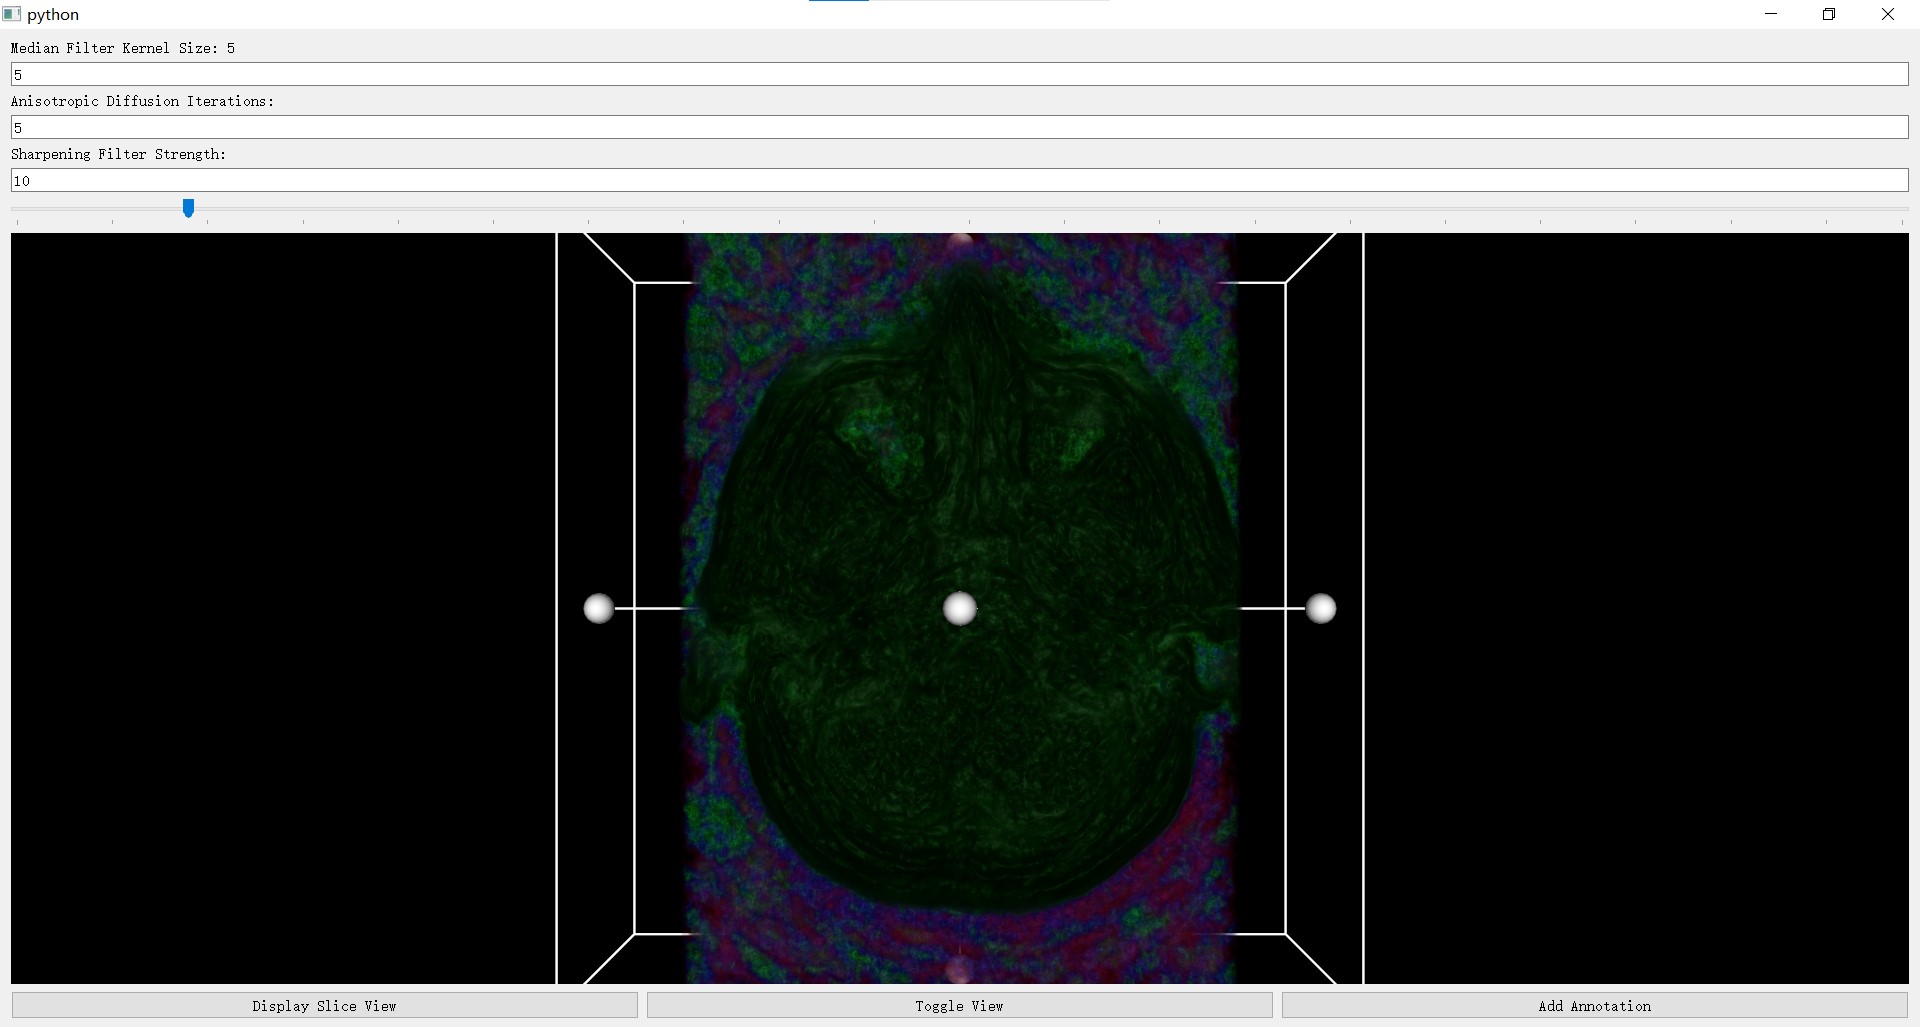 python
Median Filter Kernel Size: 5
5
Anisotropic Diffusion Iterations:
5
Sharpening Filter Strength:
10
Display Slice View
Toggle View
Add Annotation